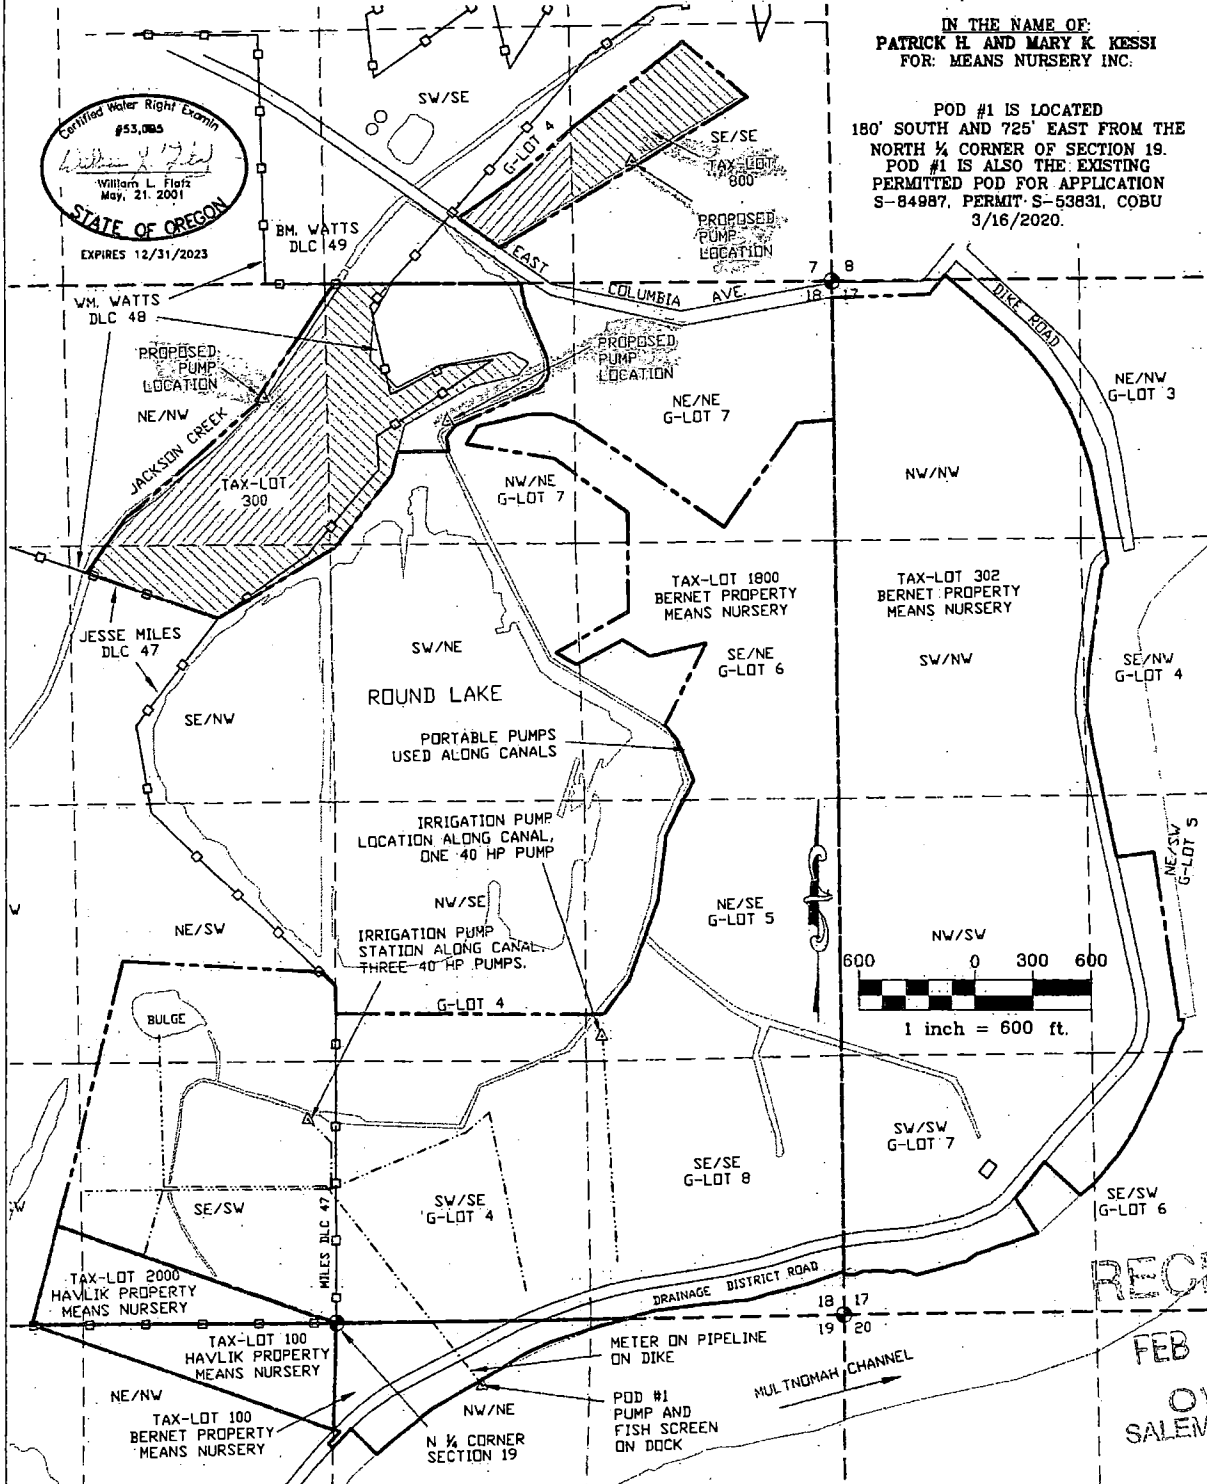 IN THE NAME OF:
PATRICK H. AND MARY K. KESSI
FOR: MEANS NURSERY INC.
POD #1 IS LOCATED
180' SOUTH AND 725' EAST FROM THE
NORTH ¼ CORNER OF SECTION 19.
POD #1 IS ALSO THE EXISTING
PERMITTED POD FOR APPLICATION
S-84987, PERMIT S-53831, COBU
3/16/2020.
Certified Water Right Examin
William L. Flatz
May, 21. 2001
STATE OF OREGON
EXPIRES 12/31/2023
SW/SE
G-LOT 4
SE/SE
TAX-LOT
800
PROPOSED
PUMP
LOCATION
BM. WATTS
DLC 49
EAST
COLUMBIA AVE.
7 8
18 17
DIKE ROAD
WM. WATTS
DLC 48
PROPOSED
PUMP
LOCATION
PROPOSED
PUMP
LOCATION
NE/NW
JACKSON CREEK
NE/NE
G-LOT 7
NE/NW
G-LOT 3
TAX-LOT
300
NW/NE
G-LOT 7
NW/NW
TAX-LOT 1800
BERNET PROPERTY
MEANS NURSERY
TAX-LOT 302
BERNET PROPERTY
MEANS NURSERY
JESSE MILES
DLC 47
SW/NE
SE/NE
G-LOT 6
SW/NW
SE/NW
G-LOT 4
SE/NW
ROUND LAKE
PORTABLE PUMPS
USED ALONG CANALS
IRRIGATION PUMP
LOCATION ALONG CANAL,
ONE 40 HP PUMP
NE/SW
G-LOT 5
W
NE/SW
NW/SE
NE/SE
G-LOT 5
NW/SW
IRRIGATION PUMP
STATION ALONG CANAL.
THREE 40 HP PUMPS.
600 0 300 600
1 inch = 600 ft.
G-LOT 4
BULGE
SW/SW
G-LOT 7
SE/SE
G-LOT 8
W
SE/SW
SW/SE
G-LOT 4
SE/SW
G-LOT 6
MILES DLC 47
TAX-LOT 2000
HAVLIK PROPERTY
MEANS NURSERY
DRAINAGE DISTRICT ROAD
18 17
19 20
TAX-LOT 100
HAVLIK PROPERTY
MEANS NURSERY
METER ON PIPELINE
ON DIKE
MULTNOMAH CHANNEL
NE/NW
NW/NE
POD #1
PUMP AND
FISH SCREEN
ON DOCK
TAX-LOT 100
BERNET PROPERTY
MEANS NURSERY
N ¼ CORNER
SECTION 19
REC
FEB
OW
SALEM